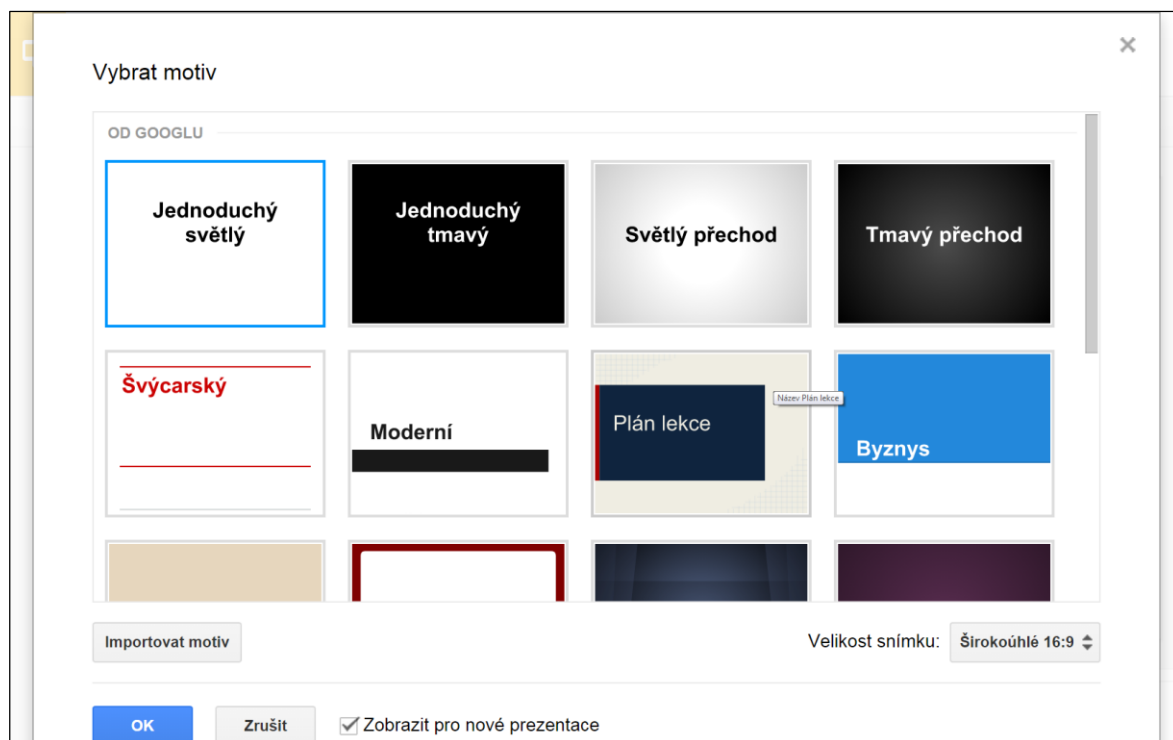 Vybrat motiv
OD GOOGLU
Jednoduchý
světlý
Jednoduchý
tmavý
Světlý přechod
Tmavý přechod
Švýcarský
Moderní
Plán lekce
Název Plán lekce
Byznys
Importovat motiv
Velikost snímku: Širokoúhlé 16:9
OK Zrušit Zobrazit pro nové prezentace